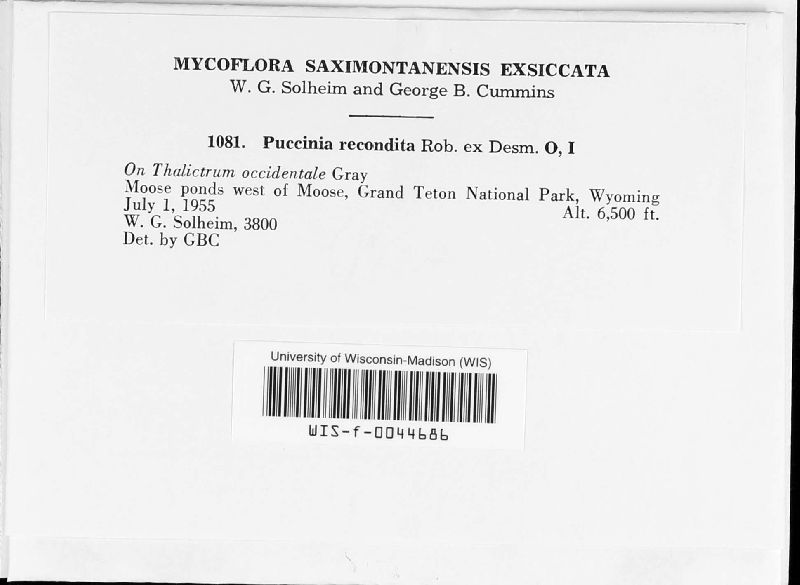 MYCOFLORA SAXIMONTANENSIS EXSICCATA
W. G. Solheim and George B. Cummins
1081. Puccinia recondita Rob. ex Desm. O, I
On Thalictrum occidentale Gray
Moose ponds west of Moose, Grand Teton National Park, Wyoming
July 1, 1955 Alt. 6,500 ft.
W. G. Solheim, 3800
Det. by GBC
University of Wisconsin-Madison (WIS)
WIS-f-0044686